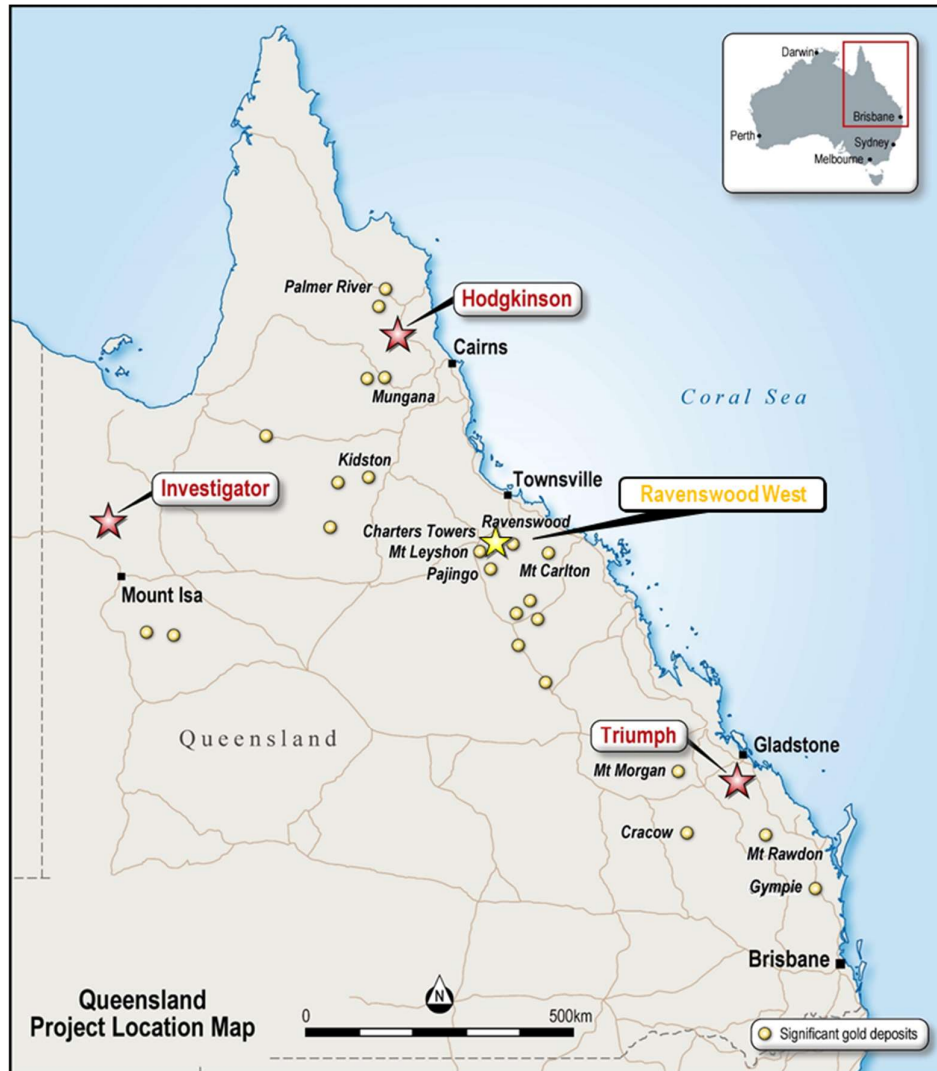 Darwin
Brisbane
Perth
Sydney
Melbourne
Palmer River
Hodgkinson
Cairns
Mungana
Coral Sea
Kidston
Investigator
Townsville
Ravenswood West
Ravenswood
Charters Towers
Mt Leyshon
Pajingo
Mt Carlton
Mount Isa
Queensland
Triumph
Gladstone
Mt Morgan
Cracow
Mt Rawdon
Gympie
Brisbane
Queensland
Project Location Map
N
0
500km
Significant gold deposits